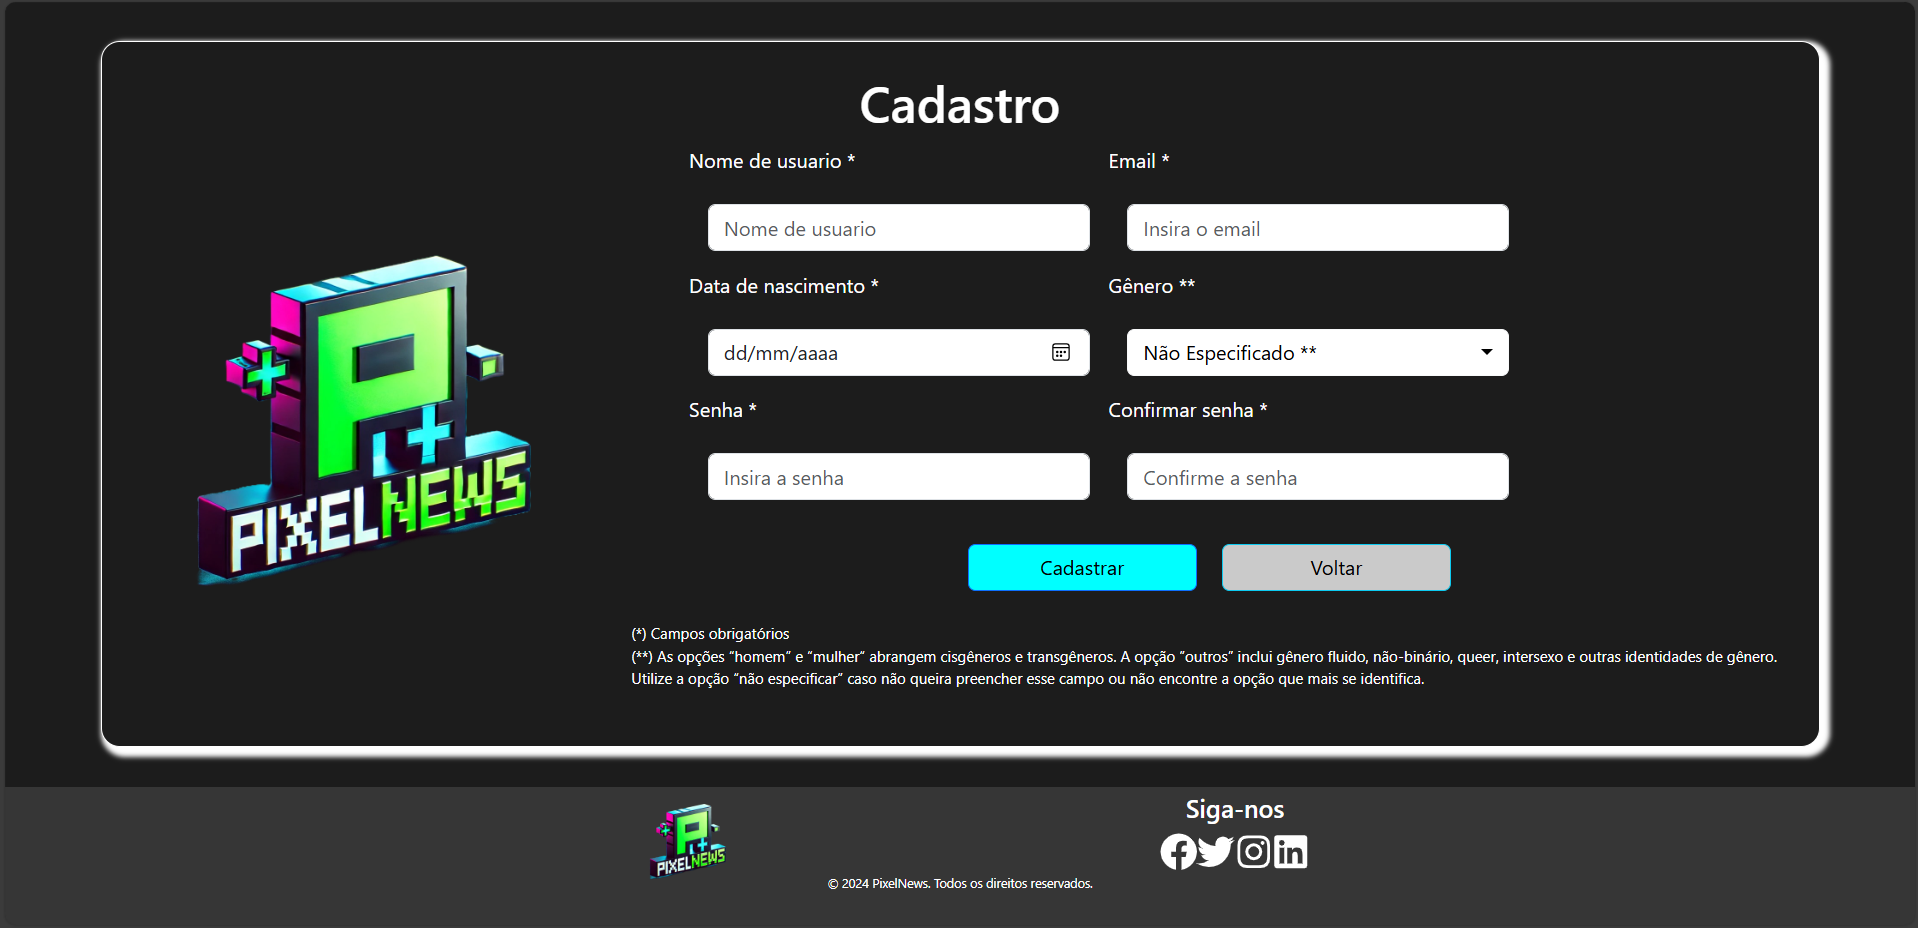 Cadastro
Nome de usuario * Email *
Nome de usuario Insira o email
Data de nascimento * Gênero **
dd/mm/aaaa Não Especificado **
Senha * Confirmar senha *
Insira a senha Confirme a senha
P
PIXELNEWS
Cadastrar Voltar
(*) Campos obrigatórios
(**) As opções “homem” e “mulher” abrangem cisgêneros e transgêneros. A opção “outros” inclui gênero fluido, não-binário, queer, intersexo e outras identidades de gênero.
Utilize a opção “não especificar” caso não queira preencher esse campo ou não encontre a opção que mais se identifica.
Siga-nos
P
PIXELNEWS
© 2024 PixelNews. Todos os direitos reservados.